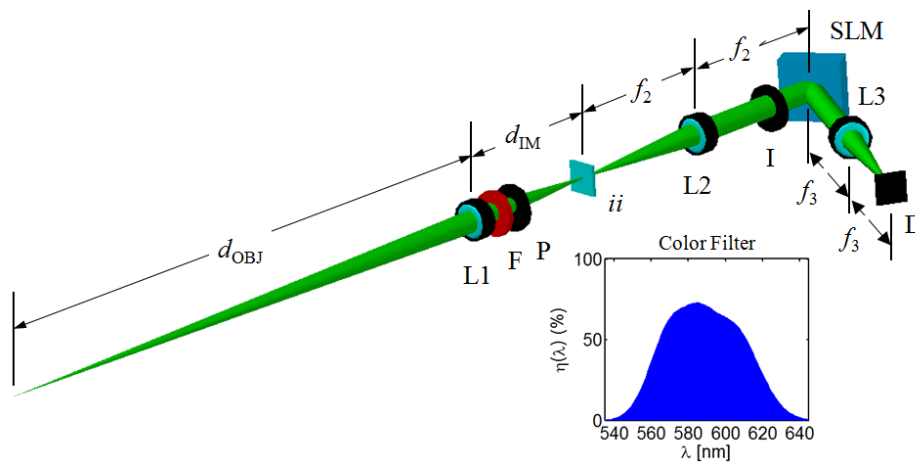 SLM
f2
f2
L3
dIM
I
L2
f3
ii
f3
D
dOBJ
P
F
L1
Color Filter
100
50
0
η(λ) (%)
540 560 580 600 620 640
λ [nm]